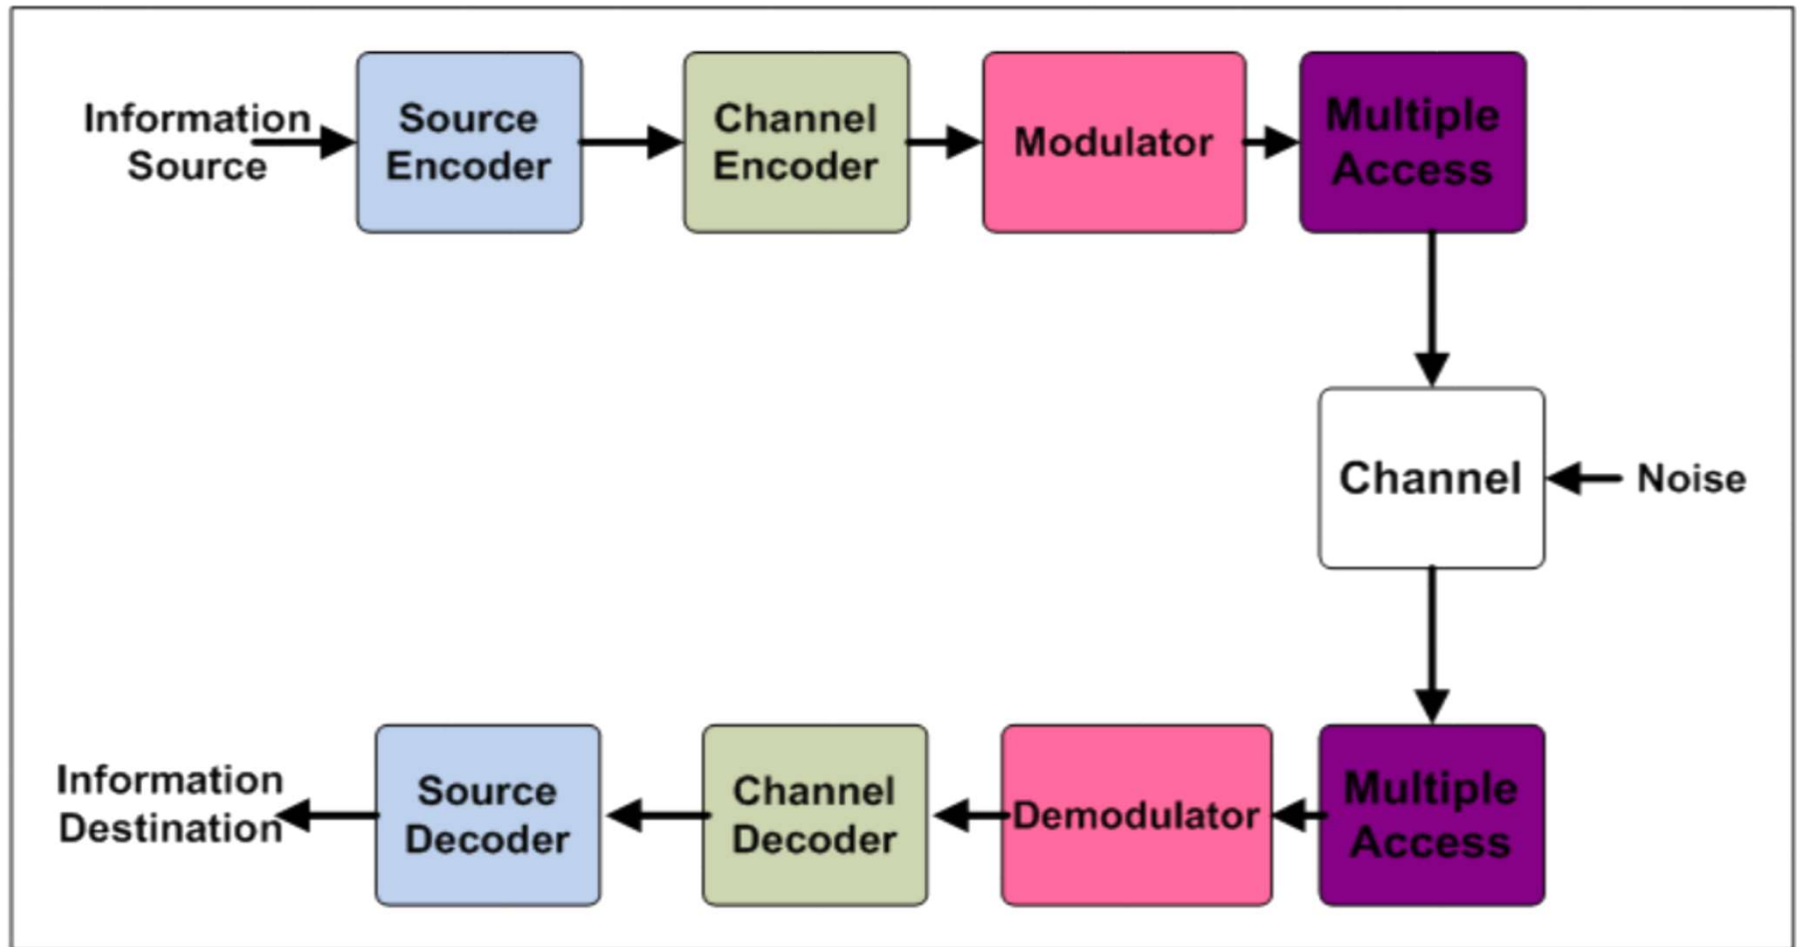 Information
Source
Source
Encoder
Channel
Encoder
Modulator
Multiple
Access
Channel
Noise
Information
Destination
Source
Decoder
Channel
Decoder
Demodulator
Multiple
Access